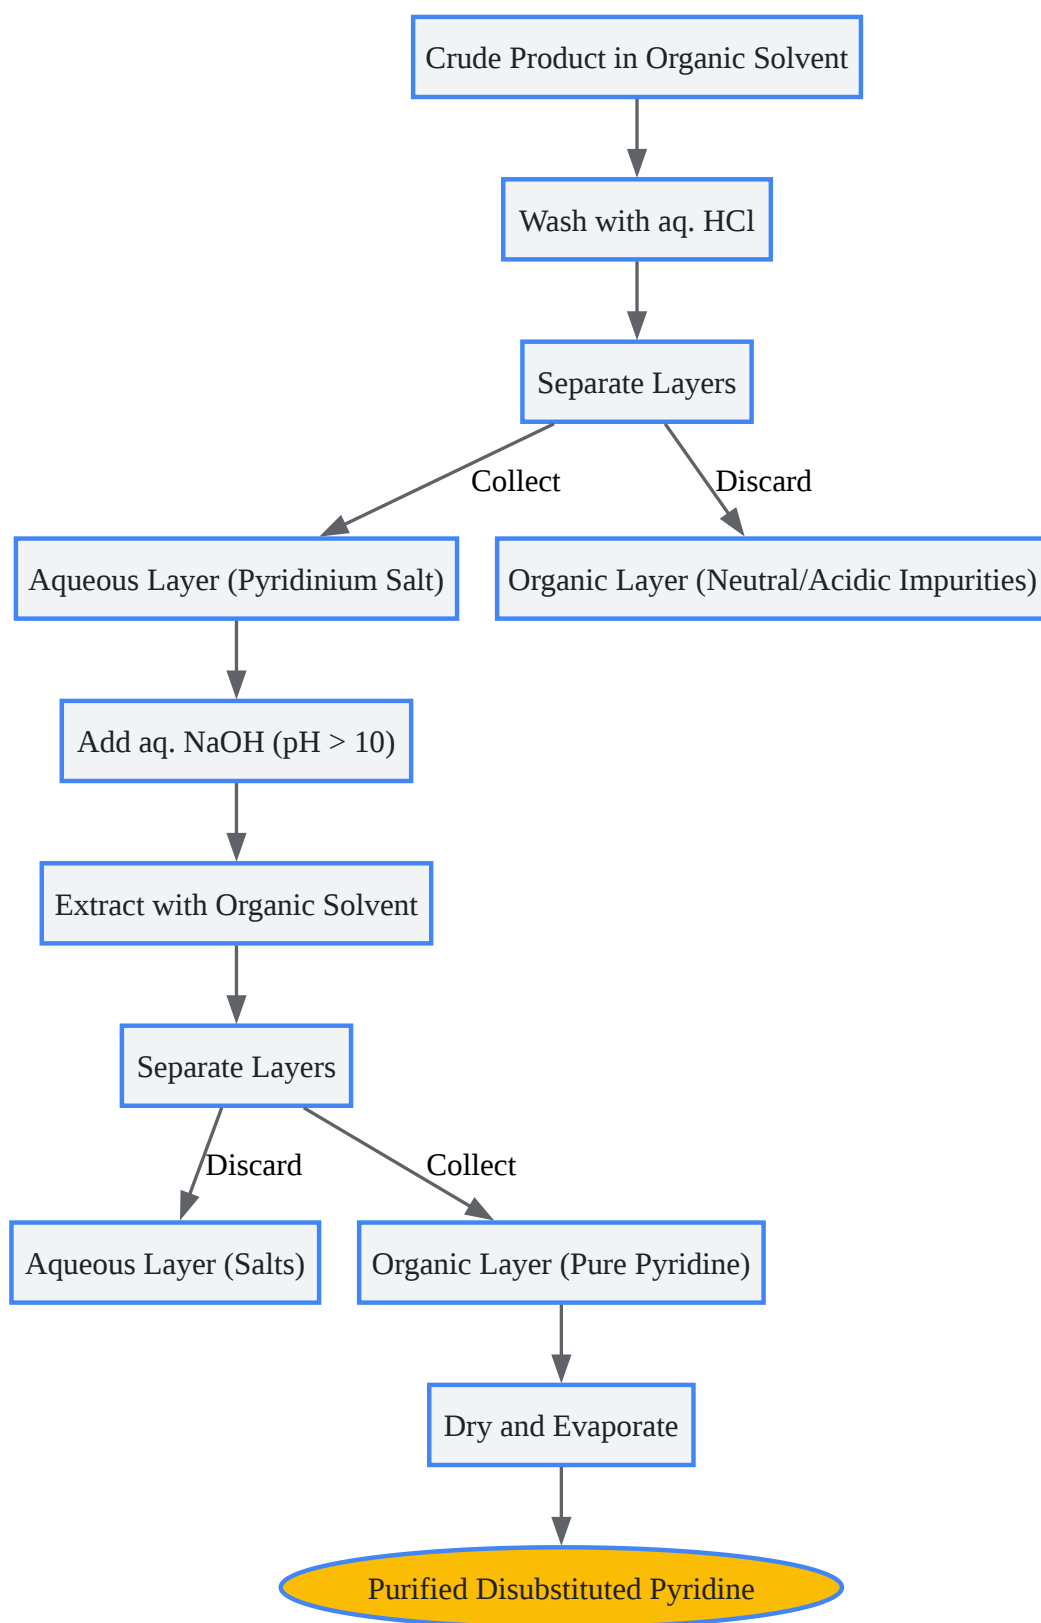 Crude Product in Organic Solvent
Wash with aq. HCl
Separate Layers
Collect
Discard
Aqueous Layer (Pyridinium Salt)
Organic Layer (Neutral/Acidic Impurities)
Add aq. NaOH (pH > 10)
Extract with Organic Solvent
Separate Layers
Discard
Collect
Aqueous Layer (Salts)
Organic Layer (Pure Pyridine)
Dry and Evaporate
Purified Disubstituted Pyridine